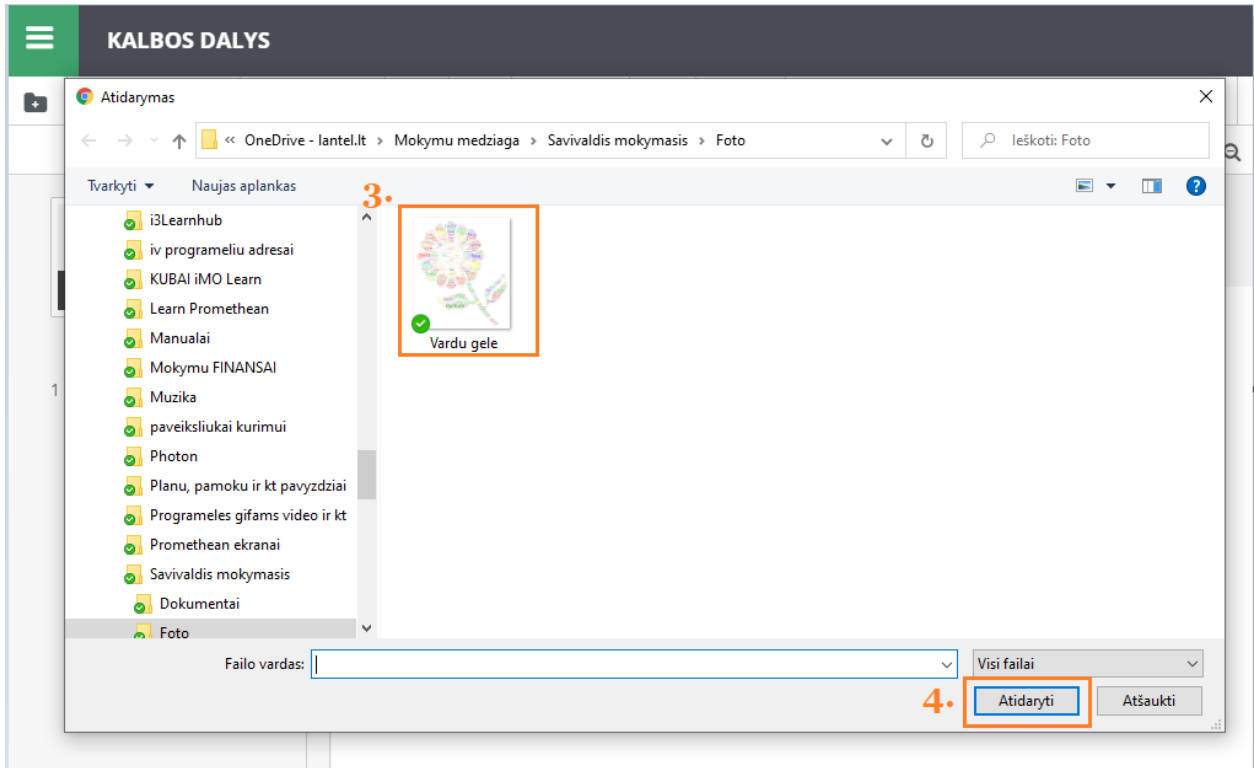 KALBOS DALYS
Atidarymas
« OneDrive - lantel.lt › Mokymu medziaga › Savivaldis mokymasis › Foto
Ieškoti: Foto
Tvarkyti
Naujas aplankas
3.
i3Learnhub
iv programeliu adresai
KUBAI iMO Learn
Learn Promethean
Manualai
Mokymu FINANSAI
Muzika
paveiksliukai kurimui
Photon
Planu, pamoku ir kt pavyzdziai
Programeles gifams video ir kt
Promethean ekranai
Savivaldis mokymasis
Dokumentai
Foto
Vardu gele
1
Failo vardas:
Visi failai
4.
Atidaryti
Atšaukti